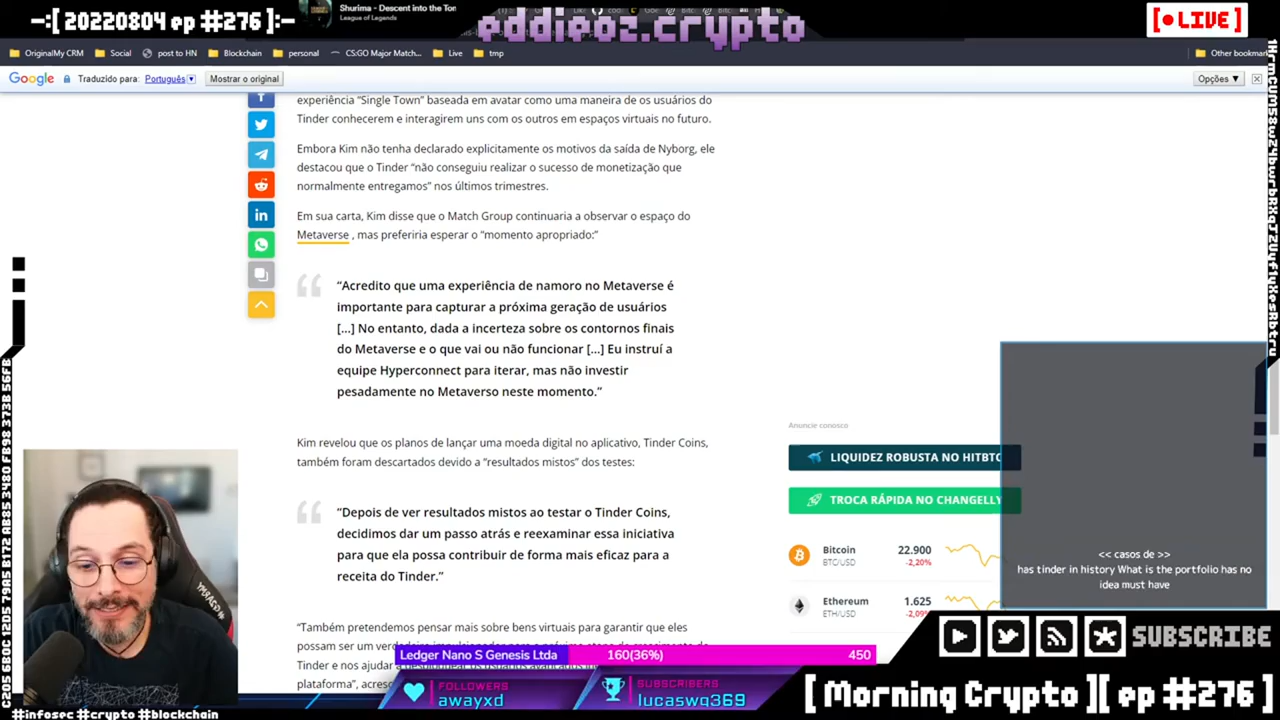 -:[ 20220804 ep #276 ]:-
Shurima - Descent into the Tom
League of Legends
eddieoz.crypto
[● LIVE]
OriginalMy CRM
Social
post to HN
Blockchain
personal
CS:GO Major Match...
Live
tmp
Other bookmar
Google
Traduzido para:
Português
Mostrar o original
Opções ▼
experiência “Single Town” baseada em avatar como uma maneira de os usuários do
Tinder conhecerem e interagirem uns com os outros em espaços virtuais no futuro.
Embora Kim não tenha declarado explicitamente os motivos da saída de Nyborg, ele
destacou que o Tinder “não conseguiu realizar o sucesso de monetização que
normalmente entregamos” nos últimos trimestres.
Em sua carta, Kim disse que o Match Group continuaria a observar o espaço do
Metaverse , mas preferiria esperar o “momento apropriado:”
“Acredito que uma experiência de namoro no Metaverse é
importante para capturar a próxima geração de usuários
[...] No entanto, dada a incerteza sobre os contornos finais
do Metaverse e o que vai ou não funcionar [...] Eu instruí a
equipe Hyperconnect para iterar, mas não investir
pesadamente no Metaverso neste momento.”
Kim revelou que os planos de lançar uma moeda digital no aplicativo, Tinder Coins,
também foram descartados devido a “resultados mistos” dos testes:
“Depois de ver resultados mistos ao testar o Tinder Coins,
decidimos dar um passo atrás e reexaminar essa iniciativa
para que ela possa contribuir de forma mais eficaz para a
receita do Tinder.”
“Também pretendemos pensar mais sobre bens virtuais para garantir que eles
possam ser um
Tinder e nos
plataforma”,
Anuncie conosco
LIQUIDEZ ROBUSTA NO HITBTC
TROCA RÁPIDA NO CHANGELLY
Bitcoin
22.900
BTC/USD
-2,20%
Ethereum
1.625
ETH/USD
-2,09%
<< casos de >>
has tinder in history What is the portfolio has no
idea must have
Ledger Nano S Genesis Ltda
160(36%)
450
FOLLOWERS
awayxd
SUBSCRIBERS
lucaswg369
SUBSCRIBE
[ Morning Crypto ][ ep #276 ]
#infosec #crypto #blockchain